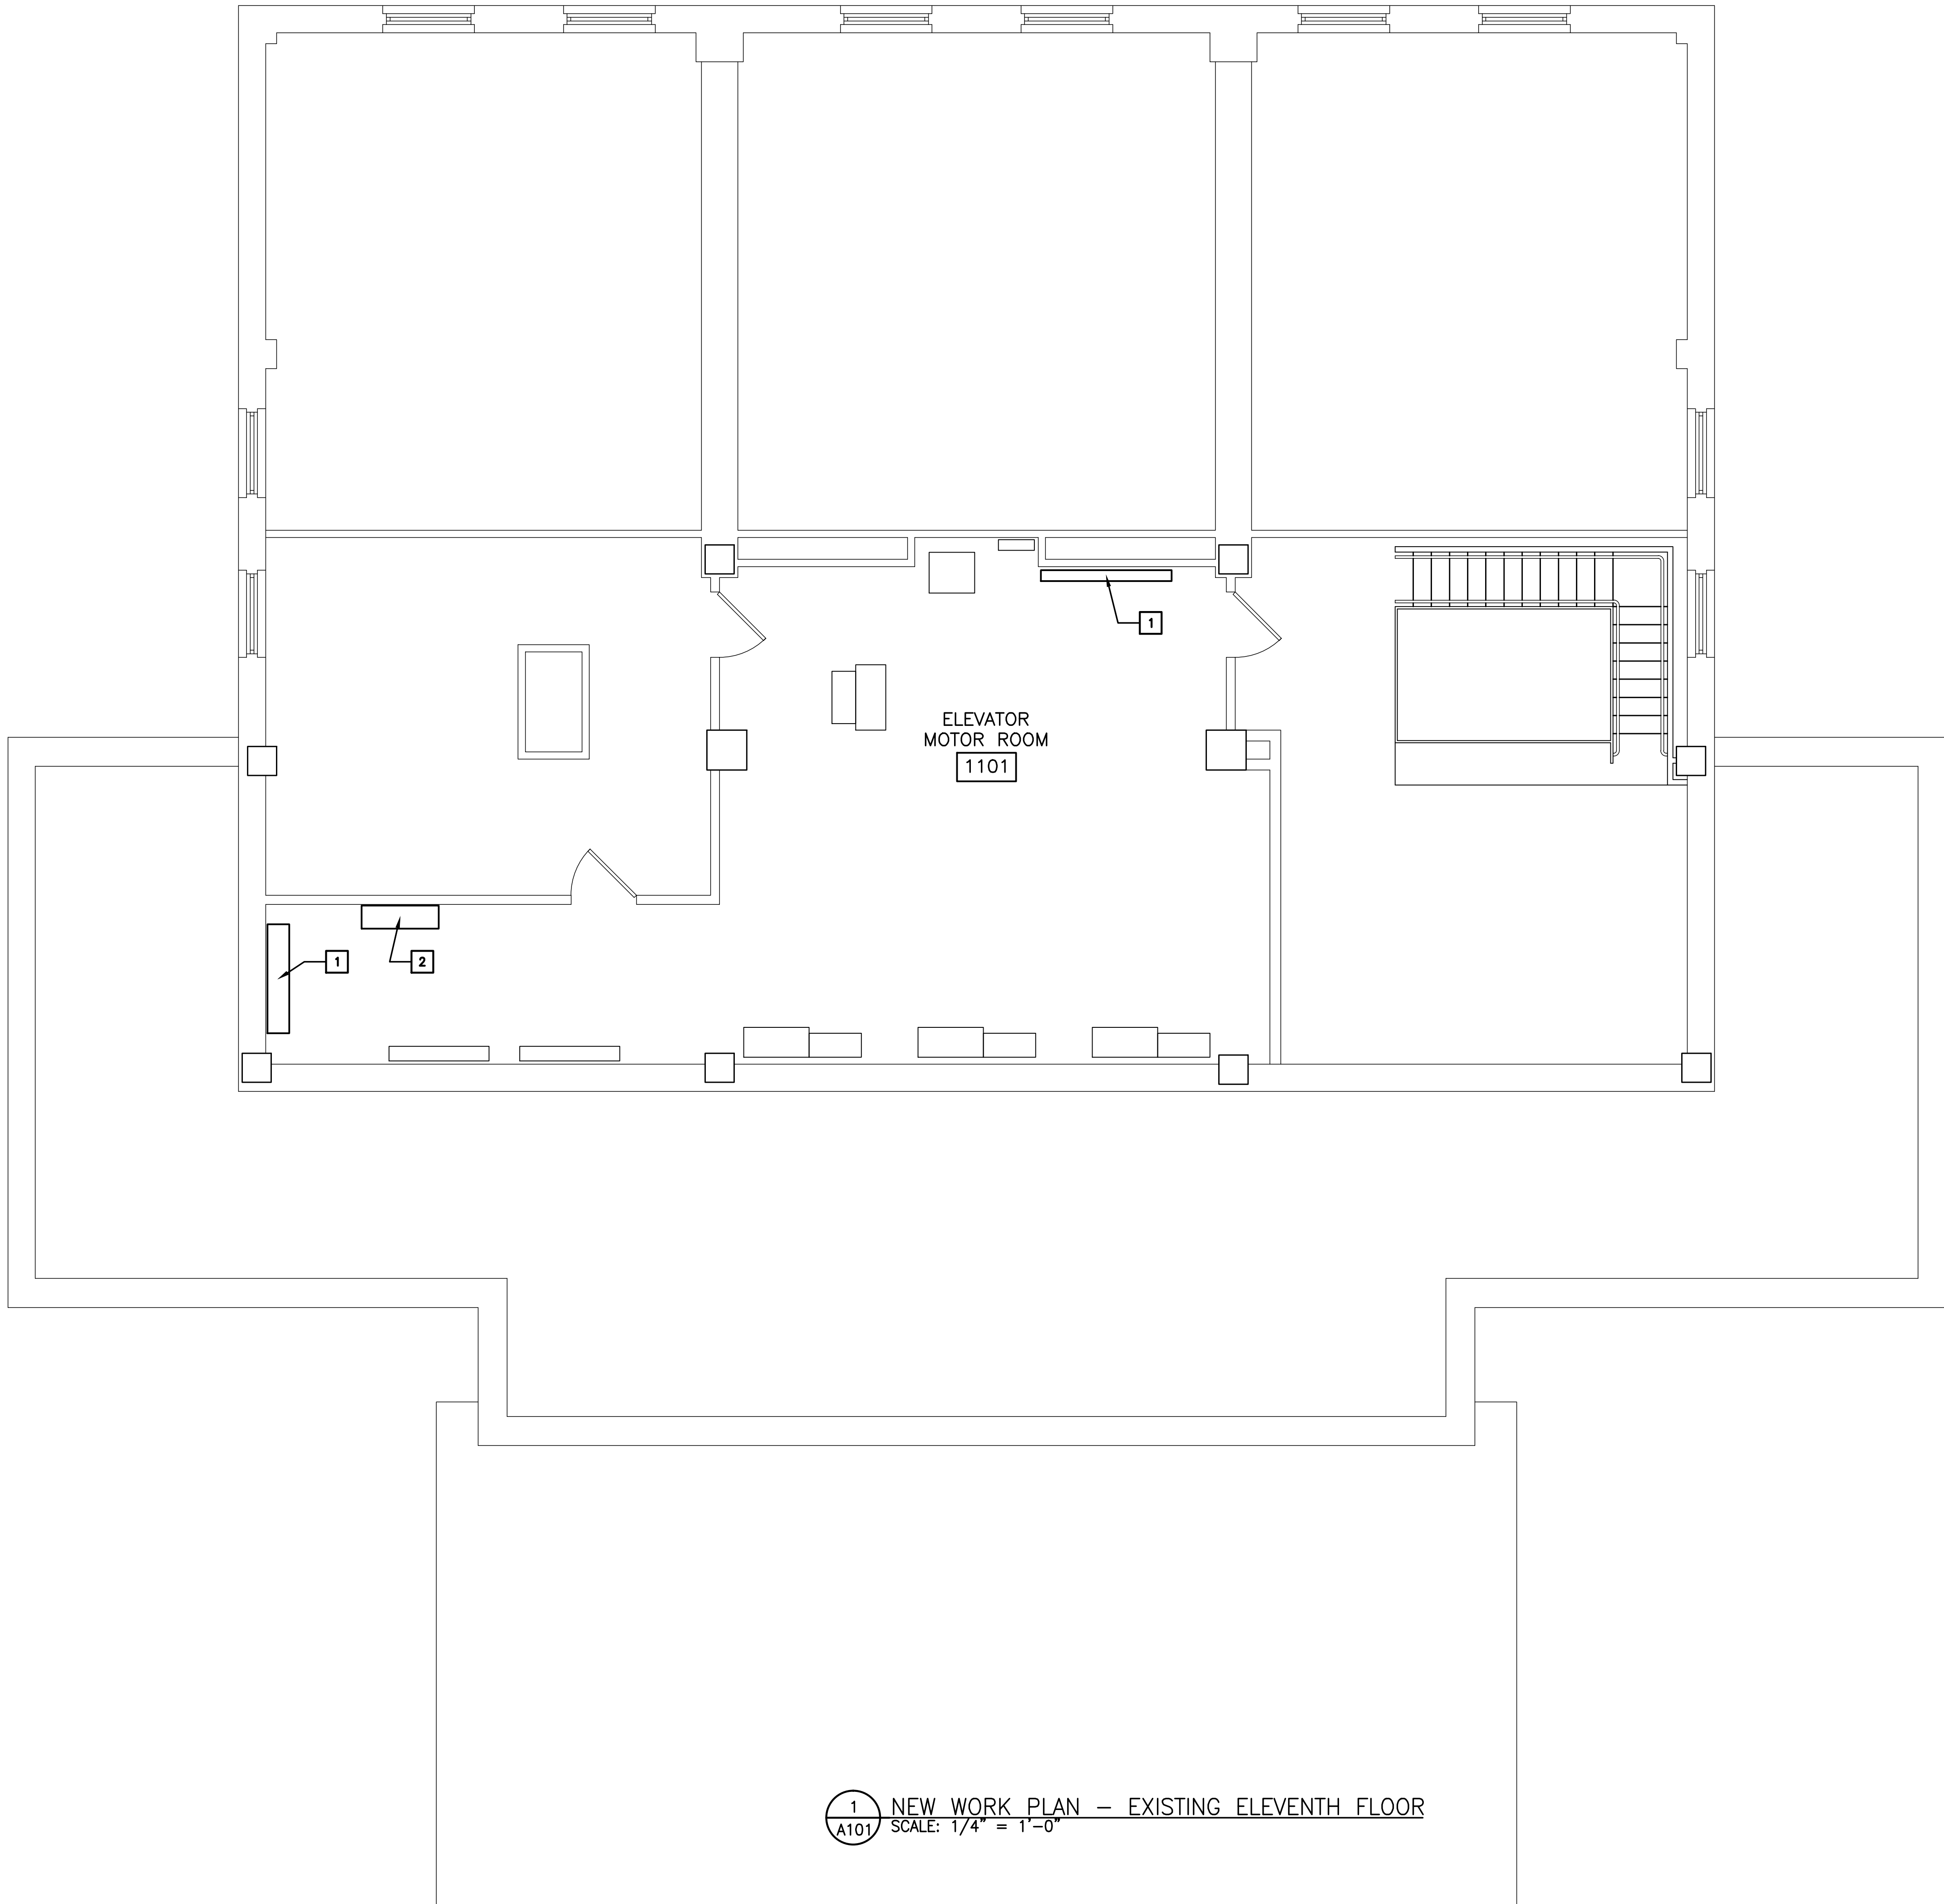 1
ELEVATOR
MOTOR ROOM
1101
1
2
1
A101
NEW WORK PLAN – EXISTING ELEVENTH FLOOR
SCALE: 1/4" = 1'-0"